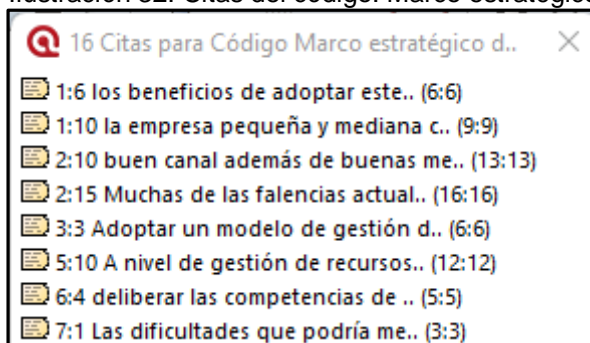 Ilustración 32. Citas del código: Marco estratégico
16 Citas para Código Marco estratégico d..
1:6 los beneficios de adoptar este.. (6:6)
1:10 la empresa pequeña y mediana c.. (9:9)
2:10 buen canal además de buenas me.. (13:13)
2:15 Muchas de las falencias actual.. (16:16)
3:3 Adoptar un modelo de gestión d.. (6:6)
5:10 A nivel de gestión de recursos.. (12:12)
6:4 deliberar las competencias de .. (5:5)
7:1 Las dificultades que podría me.. (3:3)